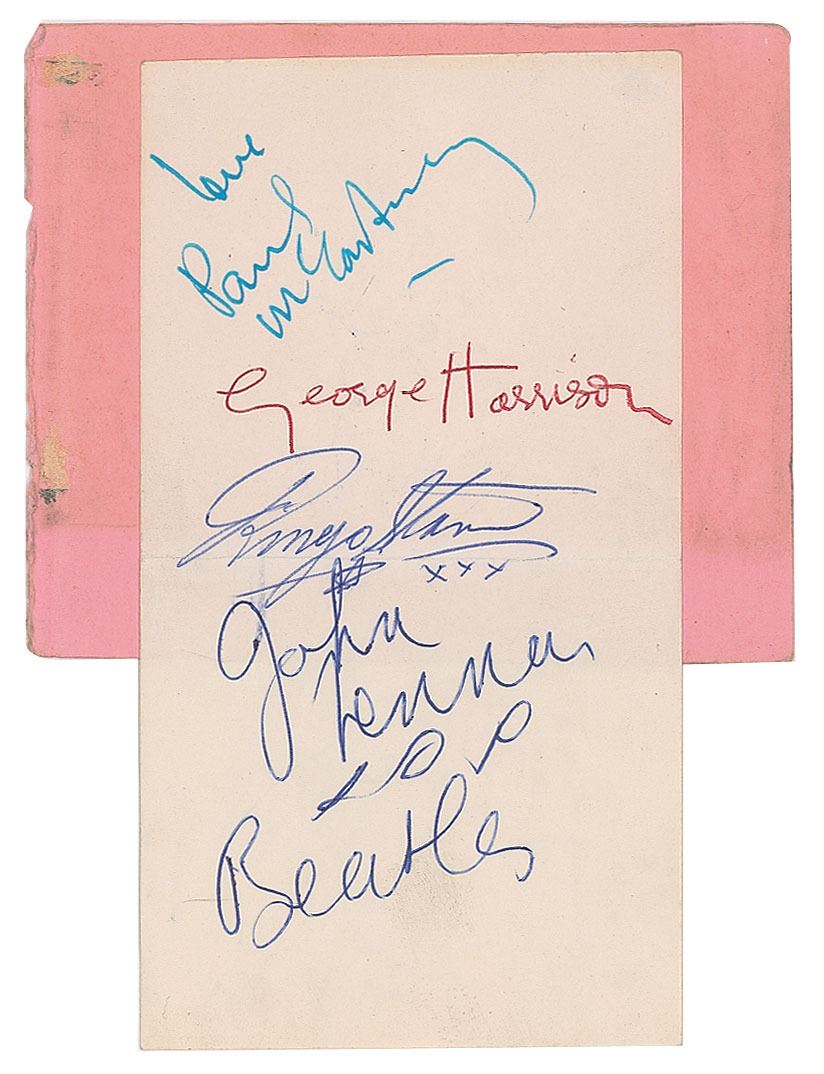 love
Paul
McCartney
George Harrison
Ringo Starr
xxx
John
Lennon
Beatles